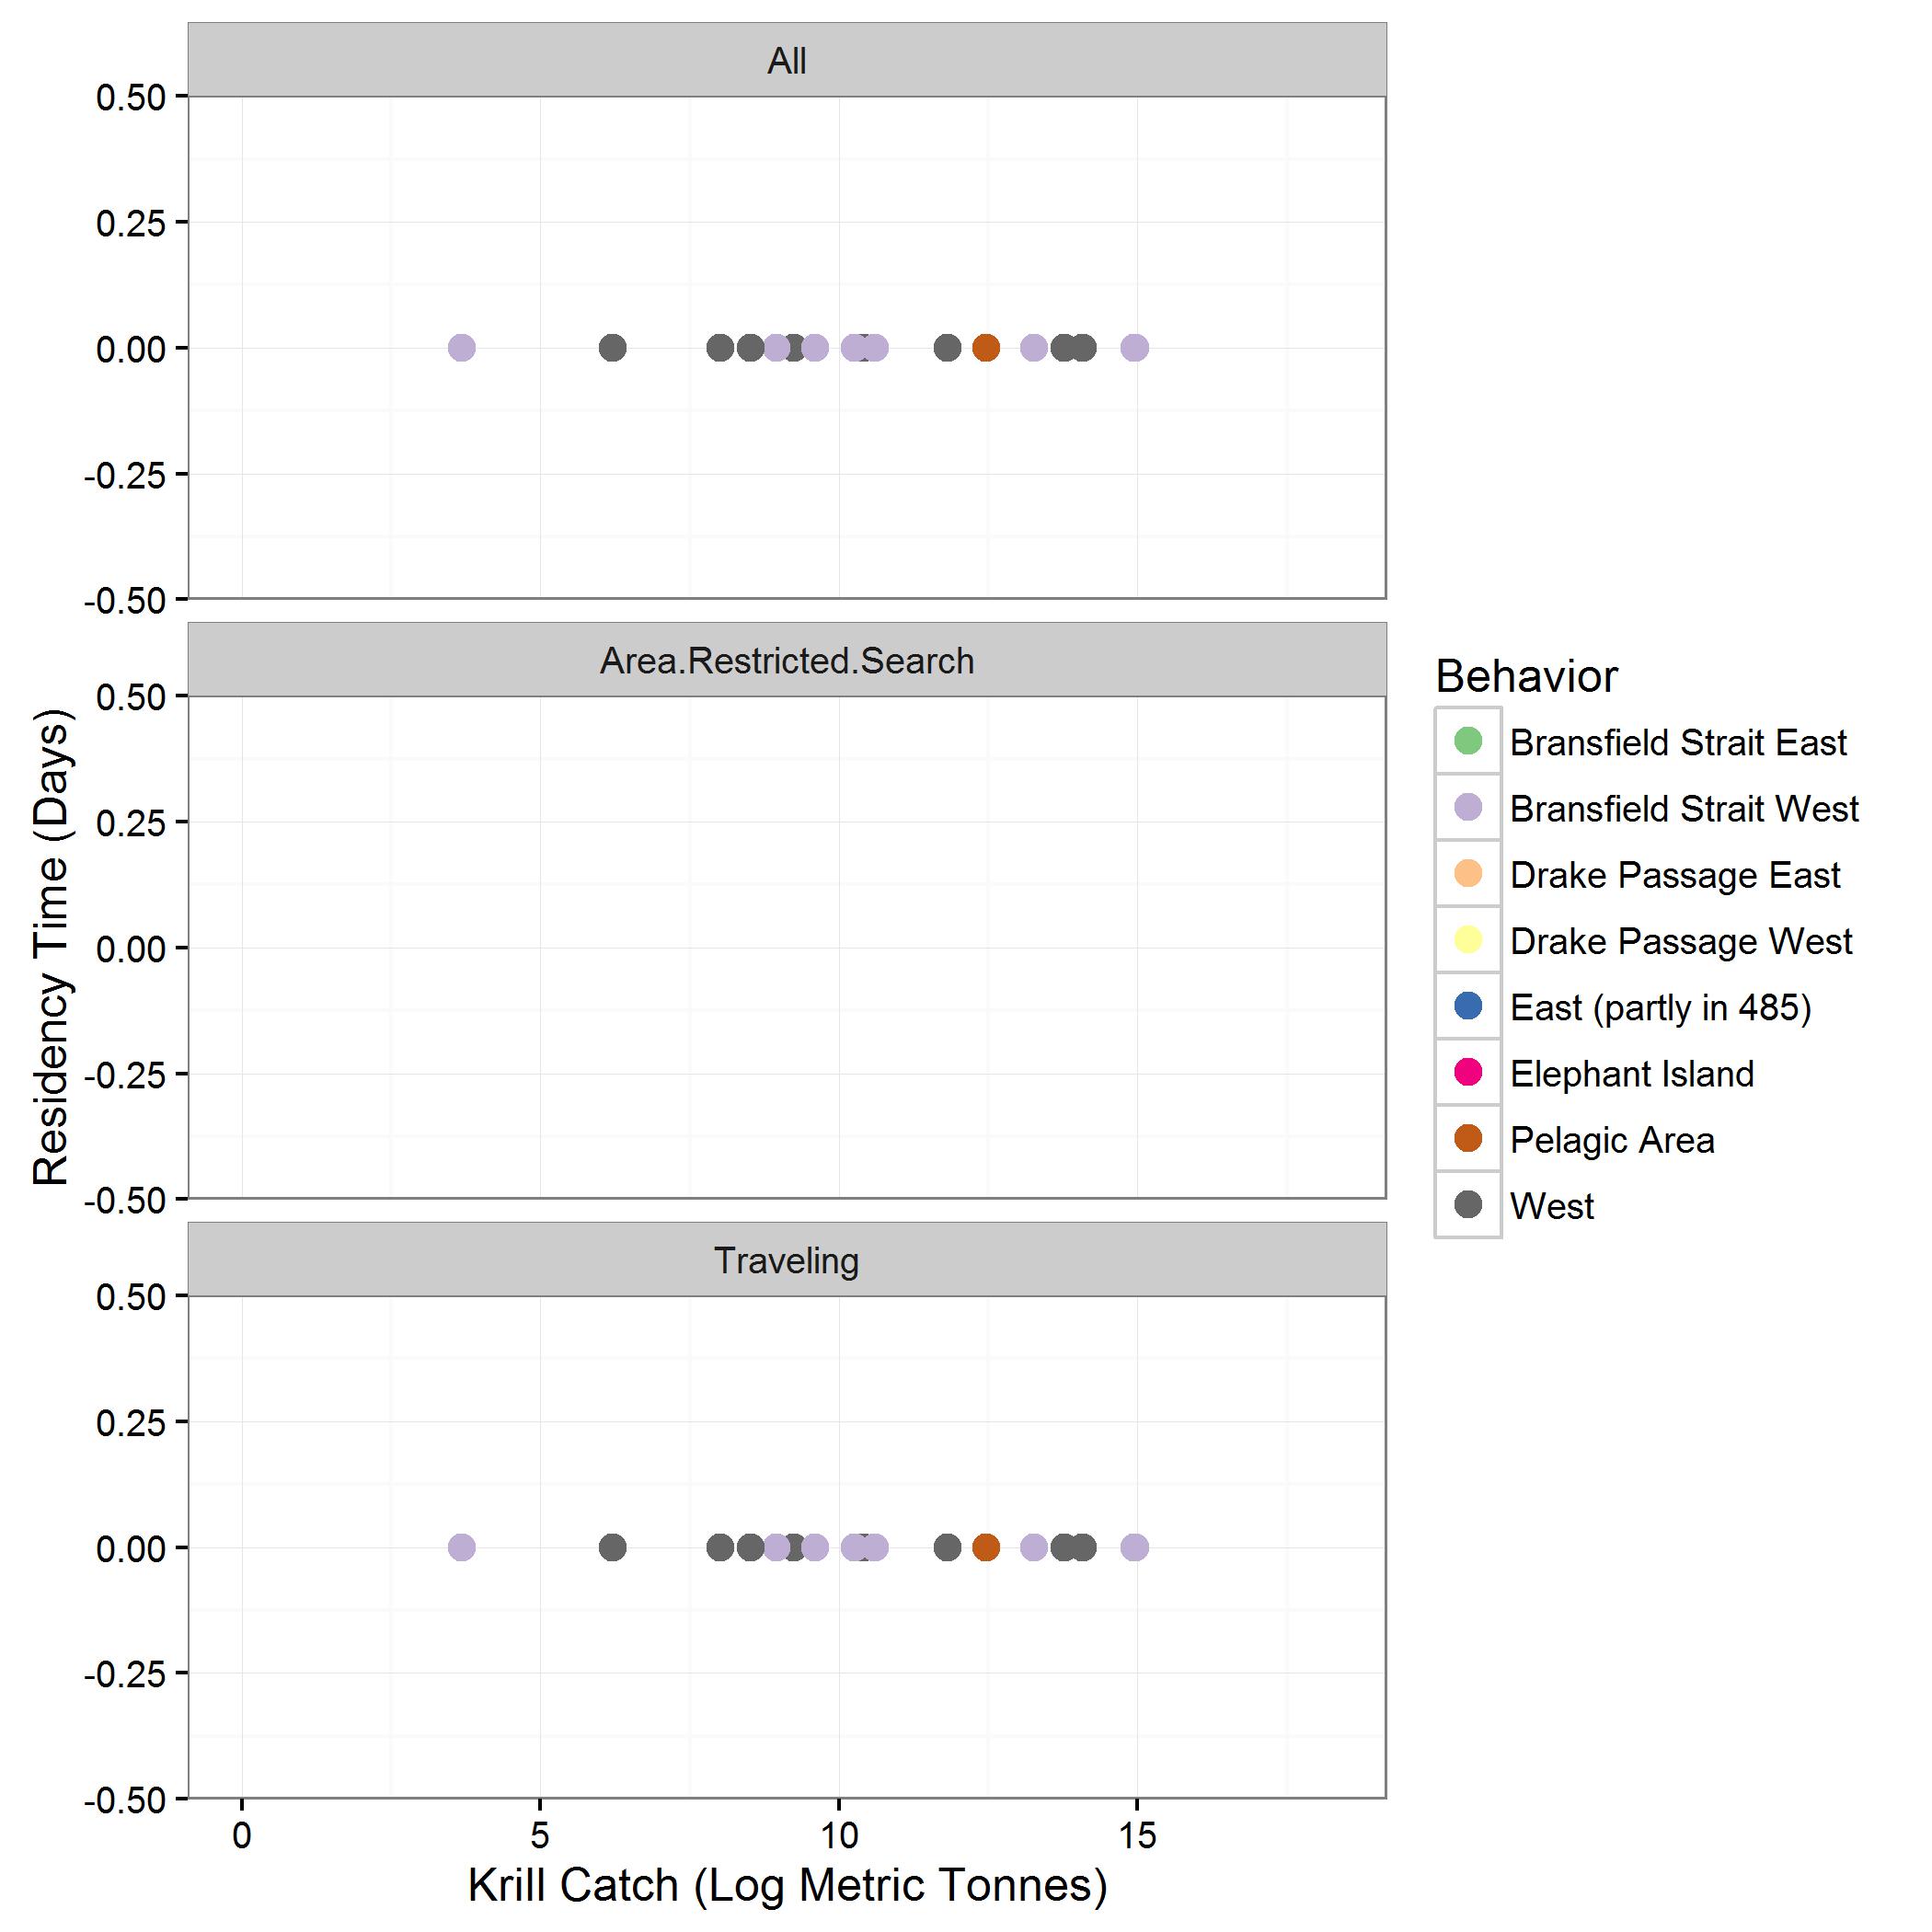 All
0.50
0.25
0.00
-0.25
-0.50
Area.Restricted.Search
0.50
0.25
0.00
-0.25
-0.50
Traveling
0.50
0.25
0.00
-0.25
-0.50
0 5 10 15
Krill Catch (Log Metric Tonnes)
Residency Time (Days)
Behavior
Bransfield Strait East
Bransfield Strait West
Drake Passage East
Drake Passage West
East (partly in 485)
Elephant Island
Pelagic Area
West